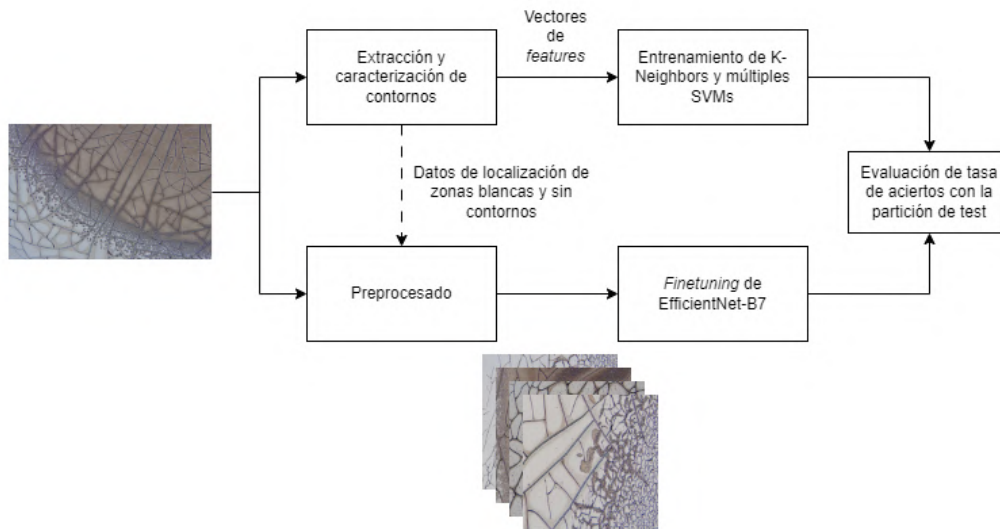 Extracción y
caracterización de
contornos
Vectores
de
features
Entrenamiento de K-
Neighbors y múltiples
SVMs
Datos de localización de
zonas blancas y sin
contornos
Evaluación de tasa
de aciertos con la
partición de test
Preprocesado
Finetuning de
EfficientNet-B7